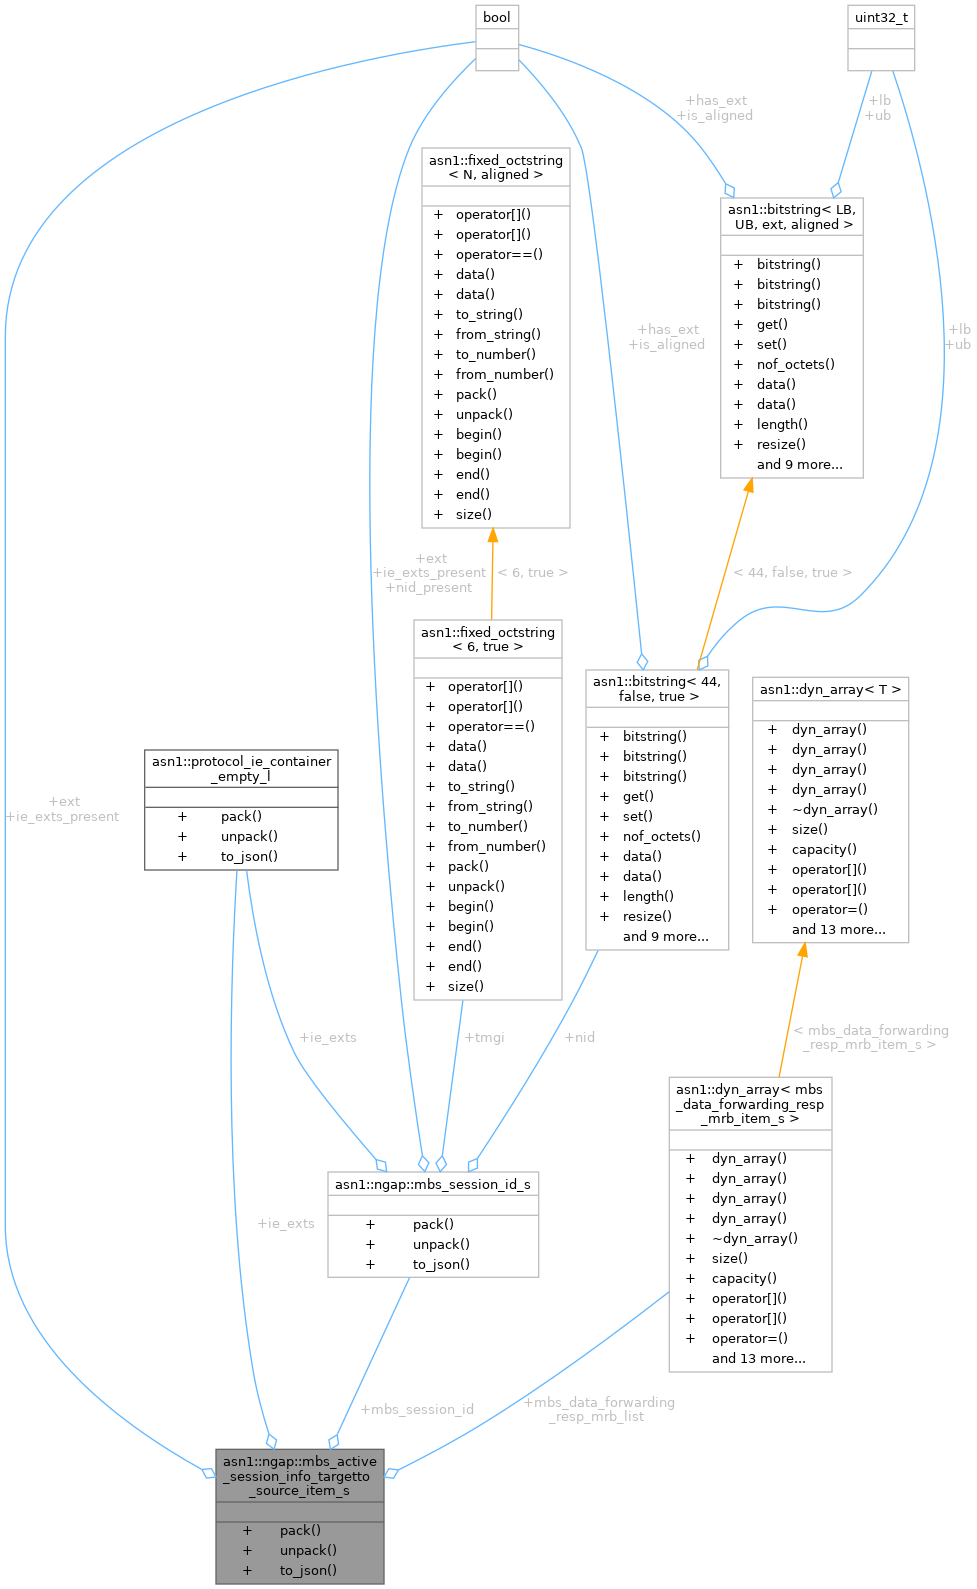 bool
uint32_t
+has_ext
+is_aligned
+lb
+ub
asn1::fixed_octstring
< N, aligned >
+ operator[]()
+ operator[]()
+ operator==()
+ data()
+ data()
+ to_string()
+ from_string()
+ to_number()
+ from_number()
+ pack()
+ unpack()
+ begin()
+ begin()
+ end()
+ end()
+ size()
asn1::bitstring< LB,
UB, ext, aligned >
+ bitstring()
+ bitstring()
+ bitstring()
+ get()
+ set()
+ nof_octets()
+ data()
+ data()
+ length()
+ resize()
and 9 more...
+has_ext
+is_aligned
+lb
+ub
+ext
+ie_exts_present
+nid_present
< 6, true >
< 44, false, true >
asn1::fixed_octstring
< 6, true >
+ operator[]()
+ operator[]()
+ operator==()
+ data()
+ data()
+ to_string()
+ from_string()
+ to_number()
+ from_number()
+ pack()
+ unpack()
+ begin()
+ begin()
+ end()
+ end()
+ size()
asn1::bitstring< 44,
false, true >
+ bitstring()
+ bitstring()
+ bitstring()
+ get()
+ set()
+ nof_octets()
+ data()
+ data()
+ length()
+ resize()
and 9 more...
asn1::dyn_array< T >
+ dyn_array()
+ dyn_array()
+ dyn_array()
+ dyn_array()
+ ~dyn_array()
+ size()
+ capacity()
+ operator[]()
+ operator[]()
+ operator=()
and 13 more...
asn1::protocol_ie_container
_empty_l
+ pack()
+ unpack()
+ to_json()
+ext
+ie_exts_present
+ie_exts
+tmgi
+nid
< mbs_data_forwarding
_resp_mrb_item_s >
asn1::dyn_array< mbs
_data_forwarding_resp
_mrb_item_s >
+ dyn_array()
+ dyn_array()
+ dyn_array()
+ dyn_array()
+ ~dyn_array()
+ size()
+ capacity()
+ operator[]()
+ operator[]()
+ operator=()
and 13 more...
asn1::ngap::mbs_session_id_s
+ pack()
+ unpack()
+ to_json()
+ie_exts
+mbs_session_id
+mbs_data_forwarding
_resp_mrb_list
asn1::ngap::mbs_active
_session_info_targetto
_source_item_s
+ pack()
+ unpack()
+ to_json()